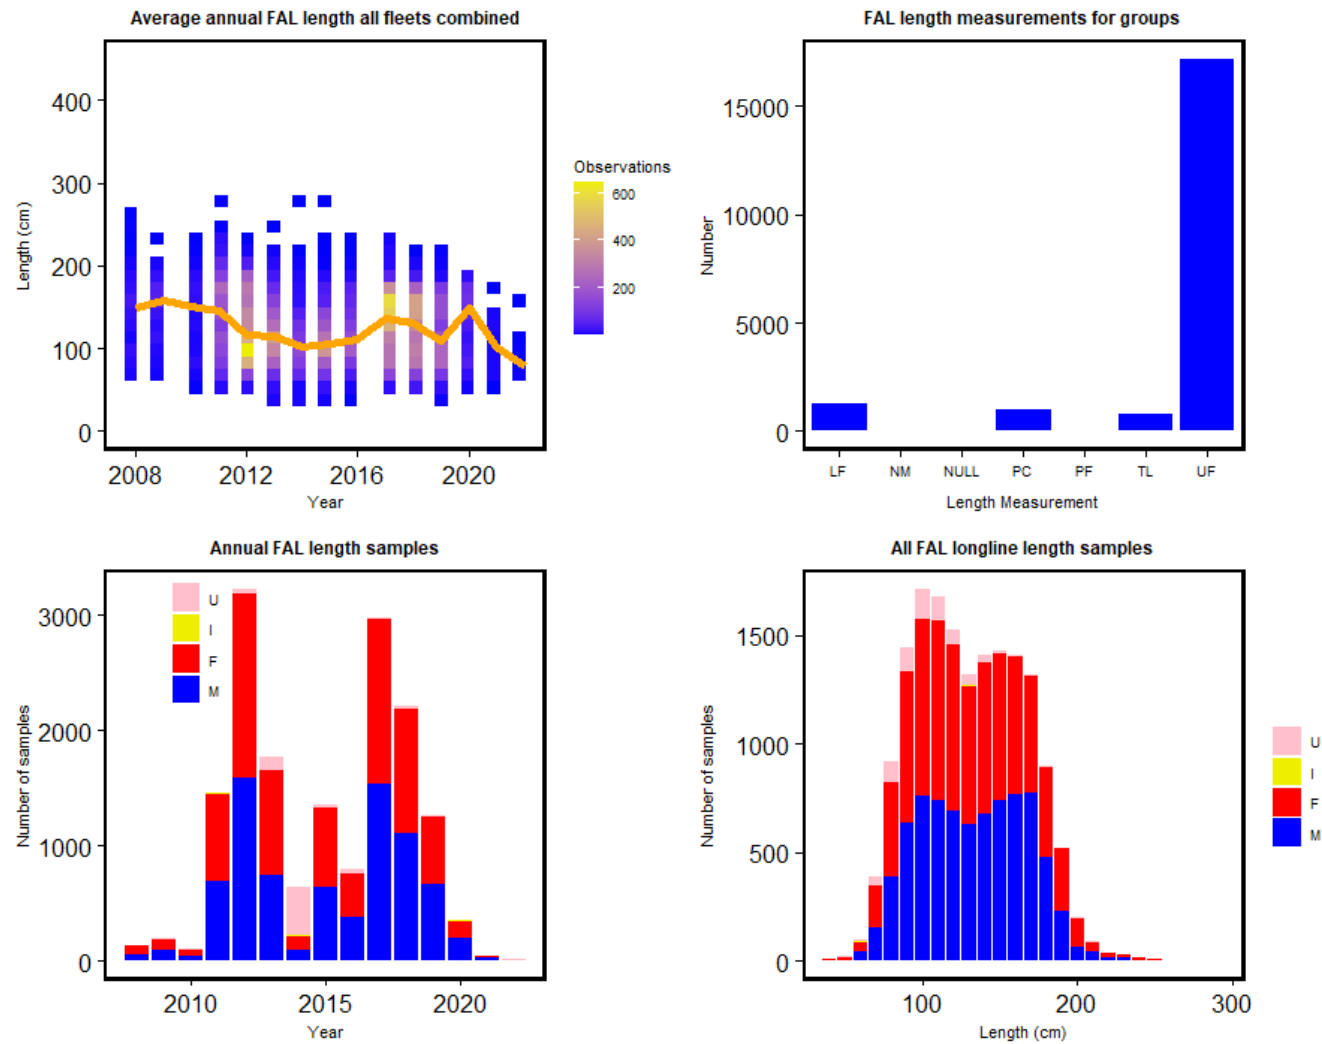 Average annual FAL length all fleets combined
Length (cm)
400
300
200
100
0
2008 2012 2016 2020
Year
Observations
600
400
200
FAL length measurements for groups
Number
15000
10000
5000
0
LF NM NULL PC PF TL UF
Length Measurement
Annual FAL length samples
Number of samples
3000
2000
1000
0
U
I
F
M
2010 2015 2020
Year
All FAL longline length samples
Number of samples
1500
1000
500
0
100 200 300
Length (cm)
U
I
F
M